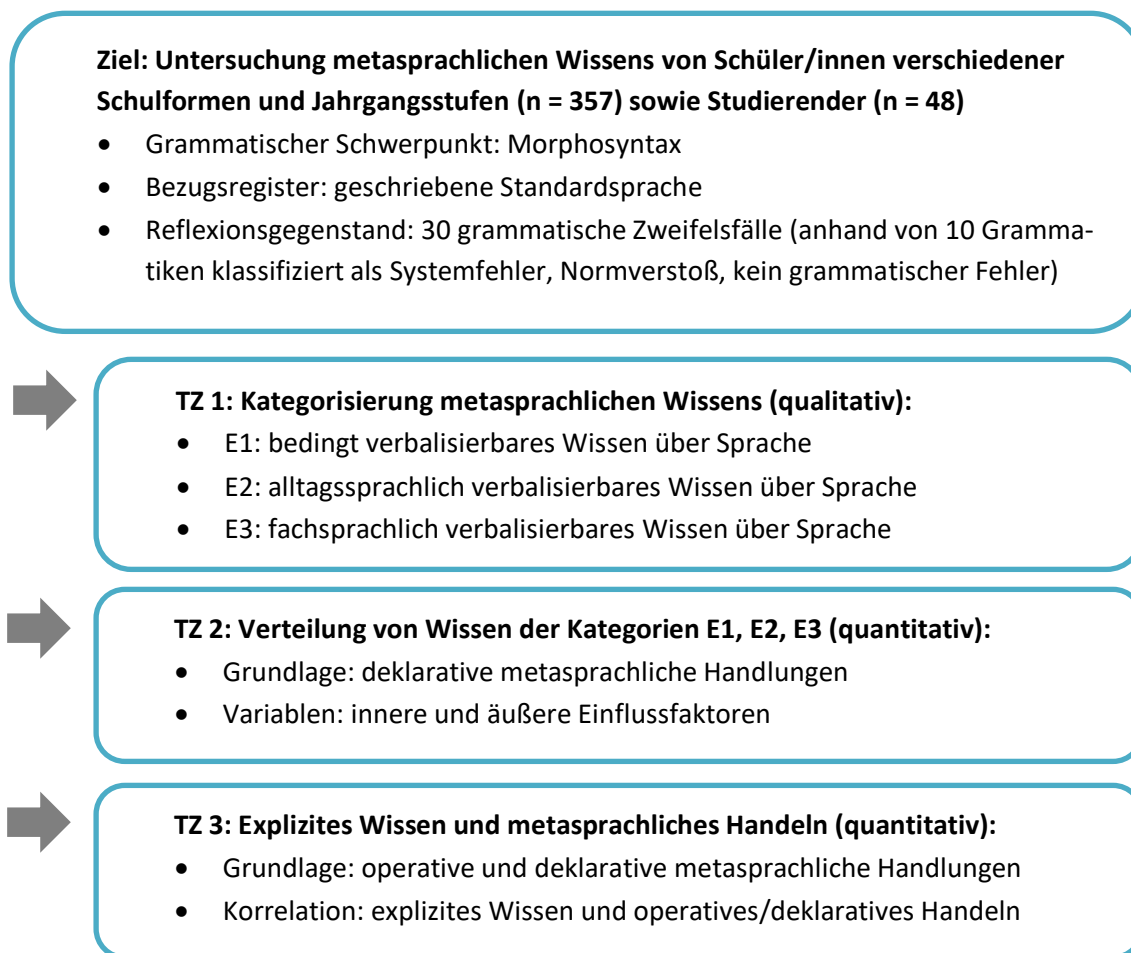 Ziel: Untersuchung metasprachlichen Wissens von Schüler/innen verschiedener
Schulformen und Jahrgangsstufen (n = 357) sowie Studierender (n = 48)
• Grammatischer Schwerpunkt: Morphosyntax
• Bezugsregister: geschriebene Standardsprache
• Reflexionsgegenstand: 30 grammatische Zweifelsfälle (anhand von 10 Gramma-
tiken klassifiziert als Systemfehler, Normverstoß, kein grammatischer Fehler)
TZ 1: Kategorisierung metasprachlichen Wissens (qualitativ):
• E1: bedingt verbalisierbares Wissen über Sprache
• E2: alltagssprachlich verbalisierbares Wissen über Sprache
• E3: fachsprachlich verbalisierbares Wissen über Sprache
TZ 2: Verteilung von Wissen der Kategorien E1, E2, E3 (quantitativ):
• Grundlage: deklarative metasprachliche Handlungen
• Variablen: innere und äußere Einflussfaktoren
TZ 3: Explizites Wissen und metasprachliches Handeln (quantitativ):
• Grundlage: operative und deklarative metasprachliche Handlungen
• Korrelation: explizites Wissen und operatives/deklaratives Handeln